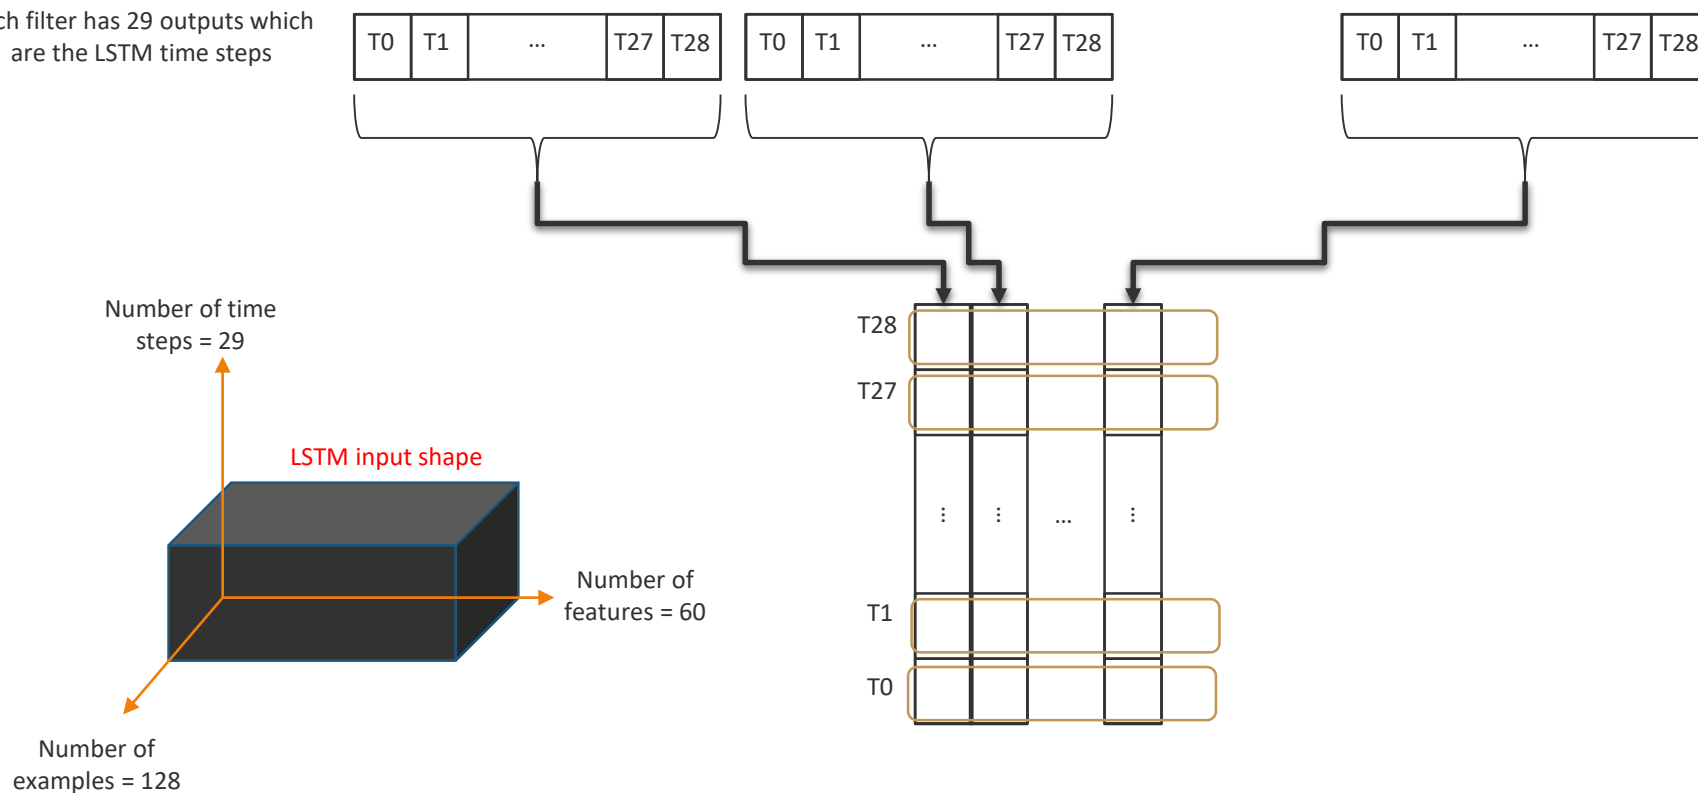 filter has 29 outputs which
are the LSTM time steps
T0 T1 ... T27 T28
T0 T1 ... T27 T28
T0 T1 ... T27 T28
Number of time
steps = 29
LSTM input shape
Number of
features = 60
Number of
examples = 128
T28
T27
⋮ ⋮ ... ⋮
T1
T0